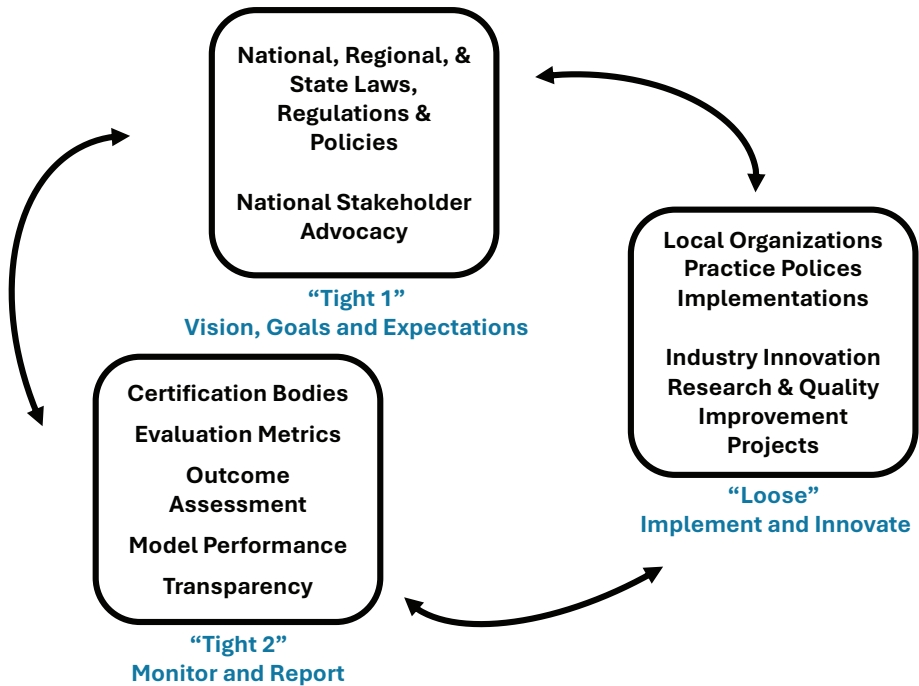 National, Regional, &
State Laws,
Regulations &
Policies
National Stakeholder
Advocacy
“Tight 1”
Vision, Goals and Expectations
Local Organizations
Practice Polices
Implementations
Industry Innovation
Research & Quality
Improvement
Projects
“Loose”
Implement and Innovate
Certification Bodies
Evaluation Metrics
Outcome
Assessment
Model Performance
Transparency
“Tight 2”
Monitor and Report